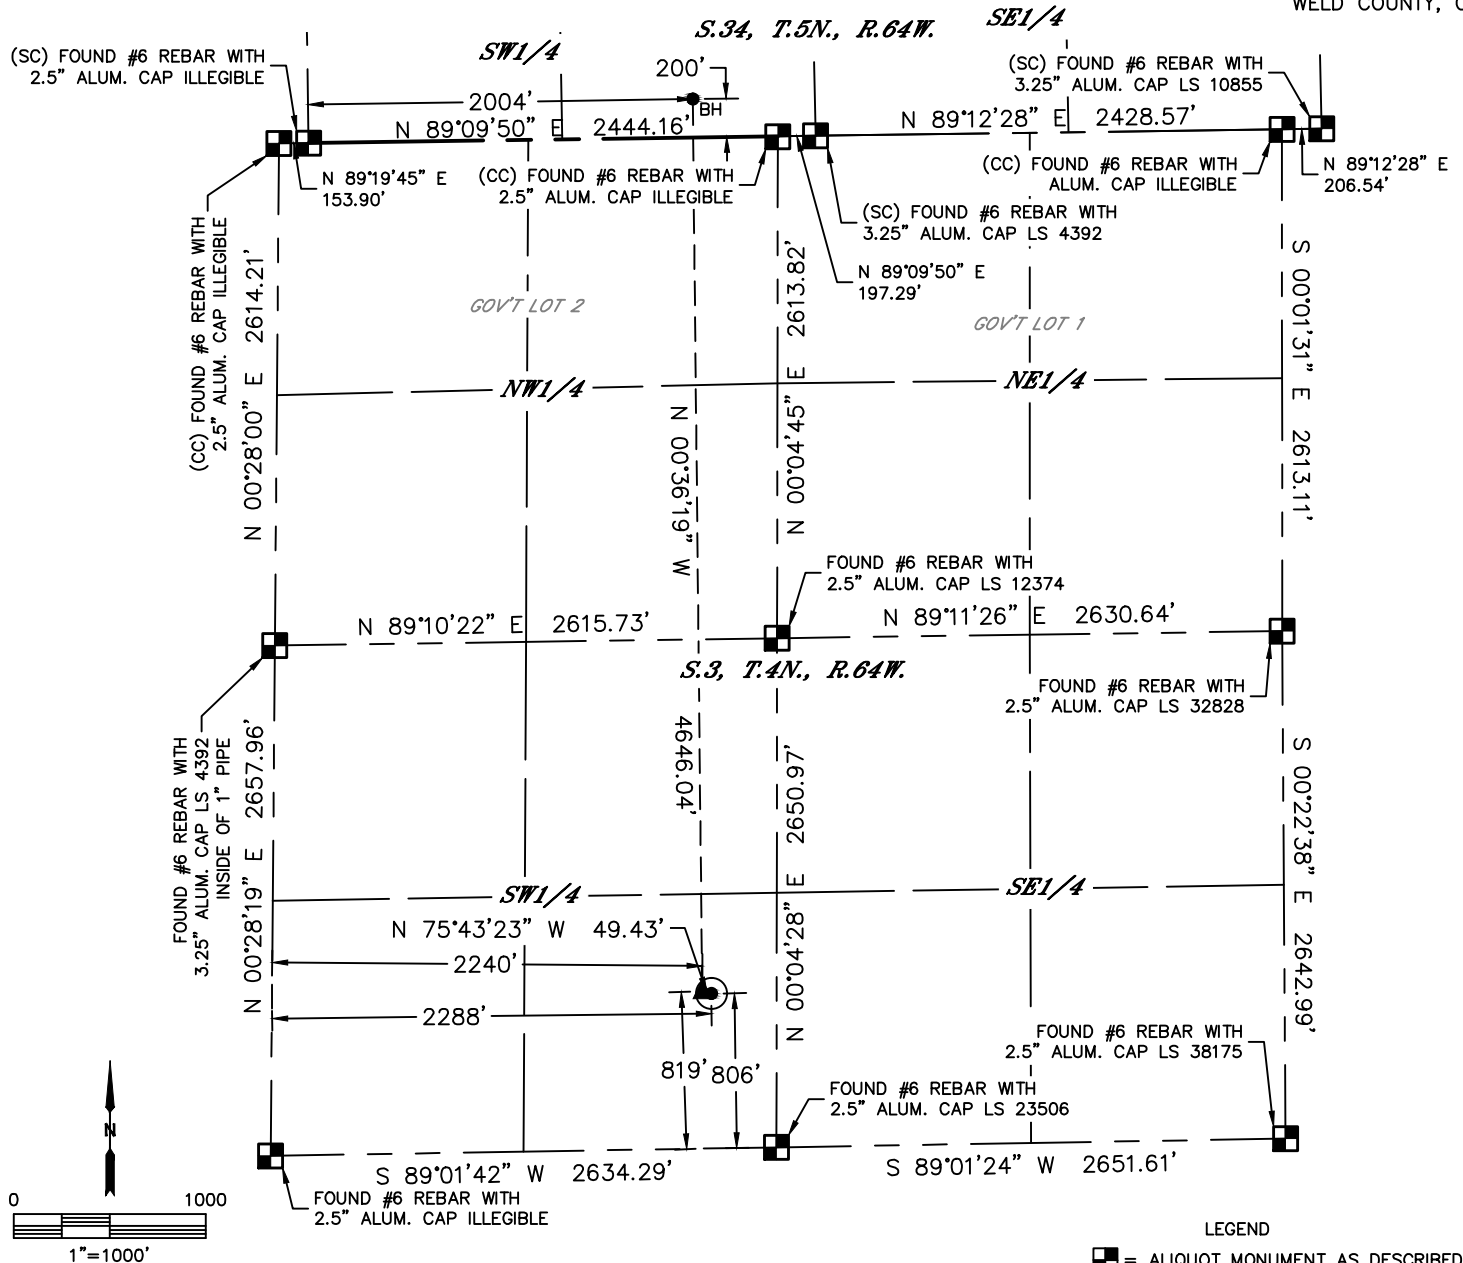 WELD COUNTY, C
S.34, T.5N., R.64W.
SE1/4
SW1/4
(SC) FOUND #6 REBAR WITH
2.5" ALUM. CAP ILLEGIBLE
200'
(SC) FOUND #6 REBAR WITH
3.25" ALUM. CAP LS 10855
2004'
BH
N 89°09'50" E 2444.16'
N 89°12'28" E 2428.57'
N 89°19'45" E
153.90'
(CC) FOUND #6 REBAR WITH
2.5" ALUM. CAP ILLEGIBLE
(CC) FOUND #6 REBAR WITH
ALUM. CAP ILLEGIBLE
N 89°12'28" E
206.54'
(SC) FOUND #6 REBAR WITH
3.25" ALUM. CAP LS 4392
N 89°09'50" E
197.29'
(CC) FOUND #6 REBAR WITH
2.5" ALUM. CAP ILLEGIBLE
N 00°28'00" E 2614.21'
GOV'T LOT 2
N 00°04'45" E 2613.82'
GOV'T LOT 1
S 00°01'31" E 2613.11'
NW1/4
NE1/4
N 00°36'19" W 4646.04'
FOUND #6 REBAR WITH
2.5" ALUM. CAP LS 12374
N 89°10'22" E 2615.73'
N 89°11'26" E 2630.64'
S.3, T.4N., R.64W.
FOUND #6 REBAR WITH
2.5" ALUM. CAP LS 32828
FOUND #6 REBAR WITH
3.25" ALUM. CAP LS 4392
INSIDE OF 1" PIPE
N 00°28'19" E 2657.96'
N 00°04'28" E 2650.97'
S 00°22'38" E 2642.99'
SW1/4
SE1/4
N 75°43'23" W 49.43'
2240'
2288'
819'
806'
FOUND #6 REBAR WITH
2.5" ALUM. CAP LS 38175
FOUND #6 REBAR WITH
2.5" ALUM. CAP LS 23506
N
S 89°01'42" W 2634.29'
S 89°01'24" W 2651.61'
FOUND #6 REBAR WITH
2.5" ALUM. CAP ILLEGIBLE
0 1000
1"=1000'
LEGEND
= ALIQUOT MONUMENT AS DESCRIBED